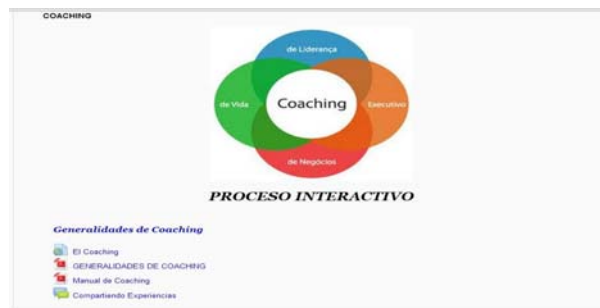 COACHING
de Liderança
de Vida
Coaching
Executivo
de Negócios
PROCESO INTERACTIVO
Generalidades de Coaching
El Coaching
GENERALIDADES DE COACHING
Manual de Coaching
Compartiendo Experiencias